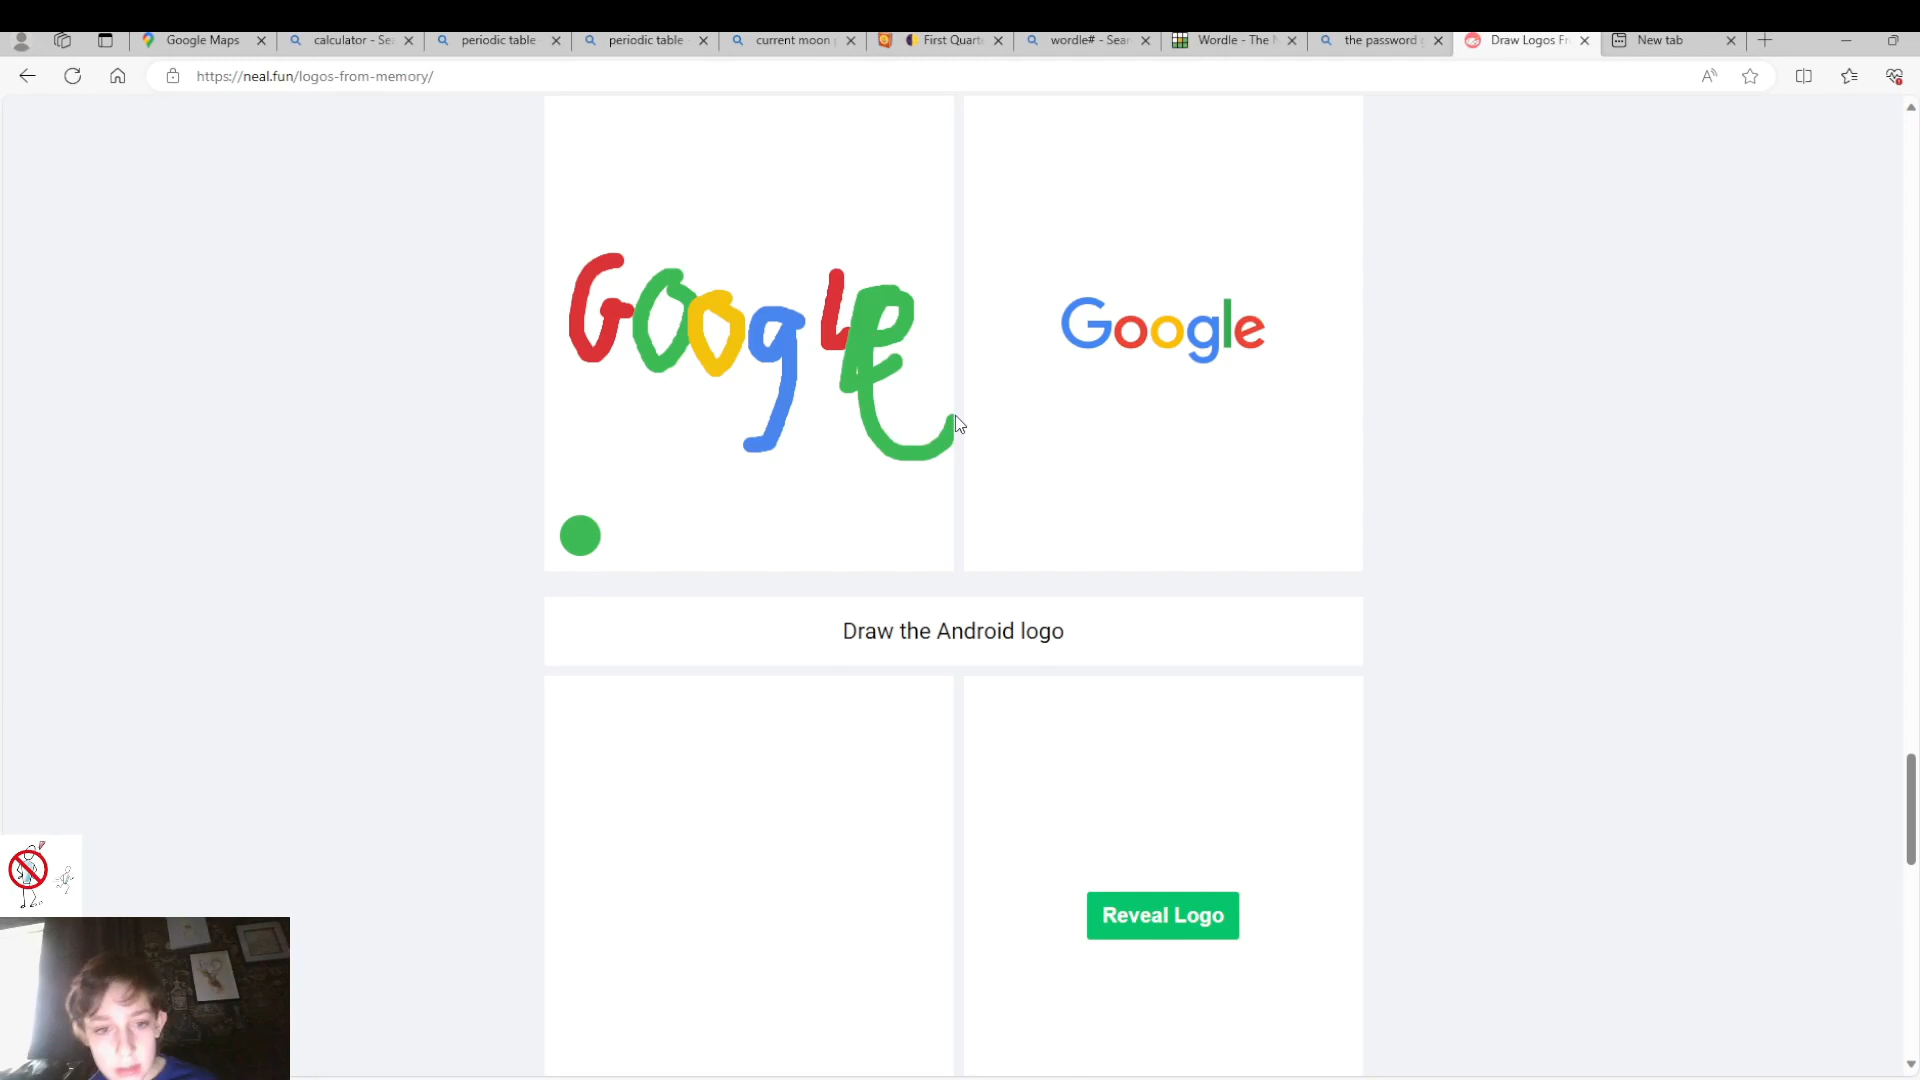 Google Maps
calculator - Se
periodic table
periodic table
current moon
First Quart
wordle# - Sear
Wordle - The N
the password
Draw Logos Fr
New tab
https://neal.fun/logos-from-memory/
Google
Google
Draw the Android logo
Reveal Logo